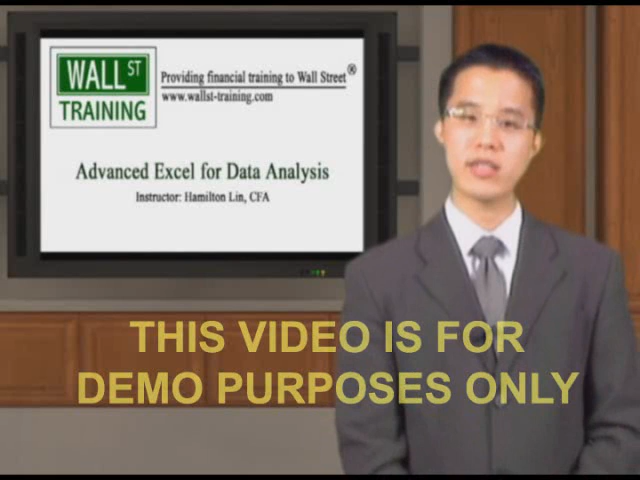 WALL ST
TRAINING
Providing financial training to Wall Street®
www.wallst-training.com
Advanced Excel for Data Analysis
Instructor: Hamilton Lin, CFA
THIS VIDEO IS FOR
DEMO PURPOSES ONLY